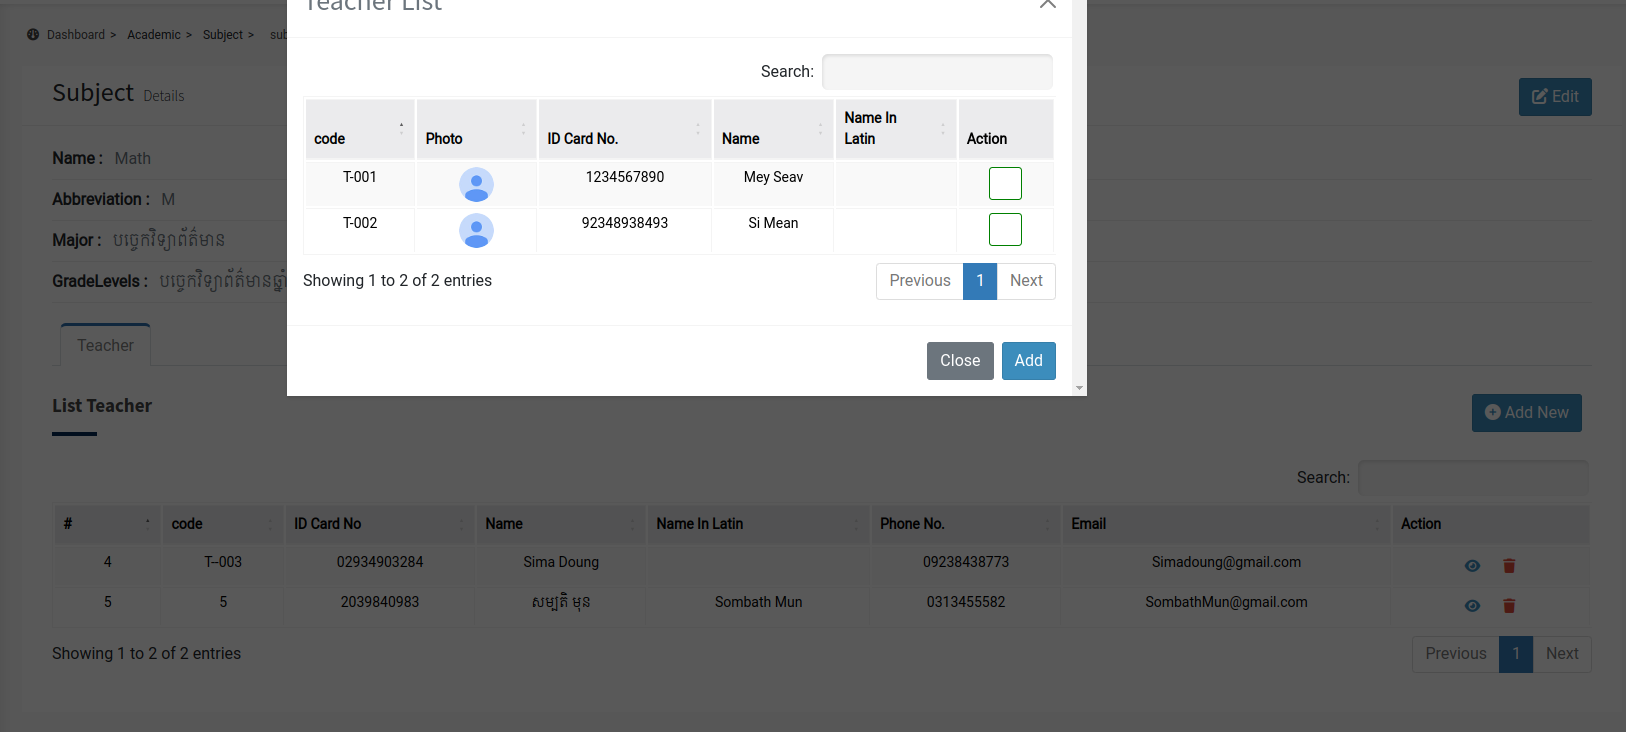 Teacher List
Dashboard > Academic > Subject > sub
Subject Details
Edit
Name : Math
Abbreviation : M
Major : បច្ចេកវិទ្យាព័ត៌មាន
GradeLevels : បច្ចេកវិទ្យាព័ត៌មានឆ្នាំ
Search:
code Photo ID Card No. Name Name In Latin Action
T-001 1234567890 Mey Seav
T-002 92348938493 Si Mean
Showing 1 to 2 of 2 entries
Previous 1 Next
Close Add
Teacher
List Teacher
Add New
Search:
# code ID Card No Name Name In Latin Phone No. Email Action
4 T--003 02934903284 Sima Doung 09238438773 Simadoung@gmail.com
5 5 2039840983 សម្បតិ មុន Sombath Mun 0313455582 SombathMun@gmail.com
Showing 1 to 2 of 2 entries
Previous 1 Next